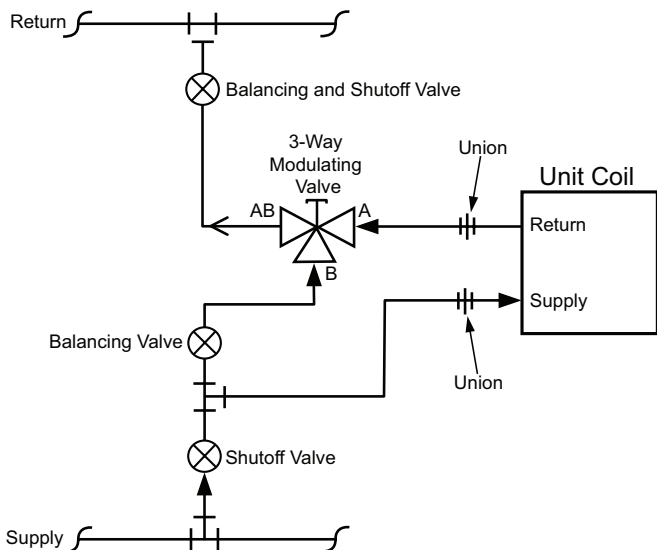 Return
Balancing and Shutoff Valve
3-Way
Modulating
Valve
Union
Unit Coil
AB
A
Return
B
Supply
Balancing Valve
Union
Shutoff Valve
Supply